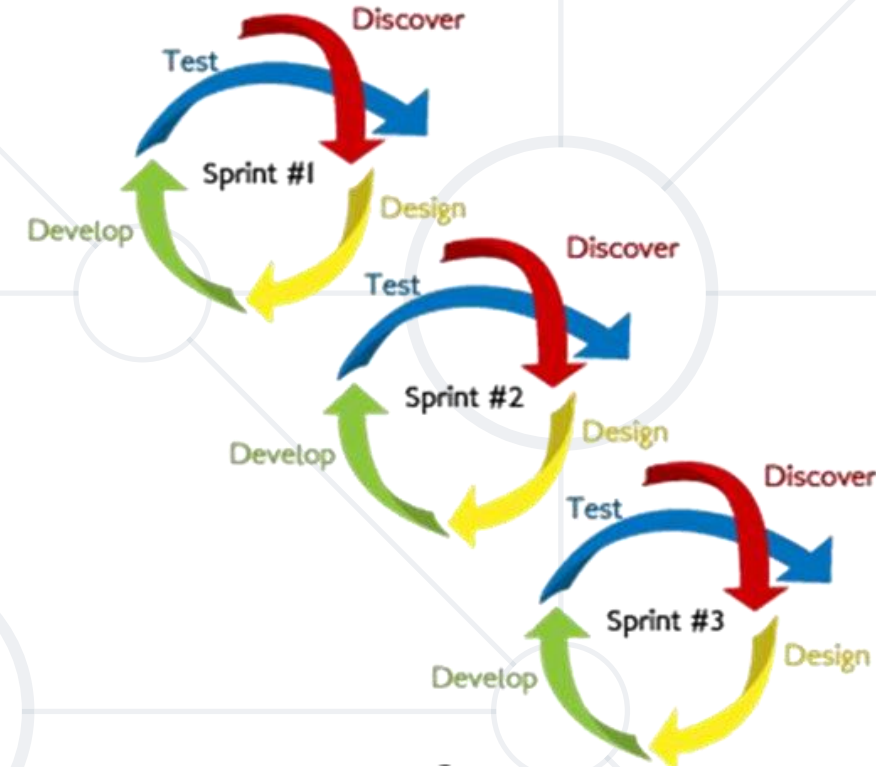 Discover
Test
Sprint #1
Design
Develop
Discover
Test
Sprint #2
Design
Develop
Discover
Test
Sprint #3
Design
Develop